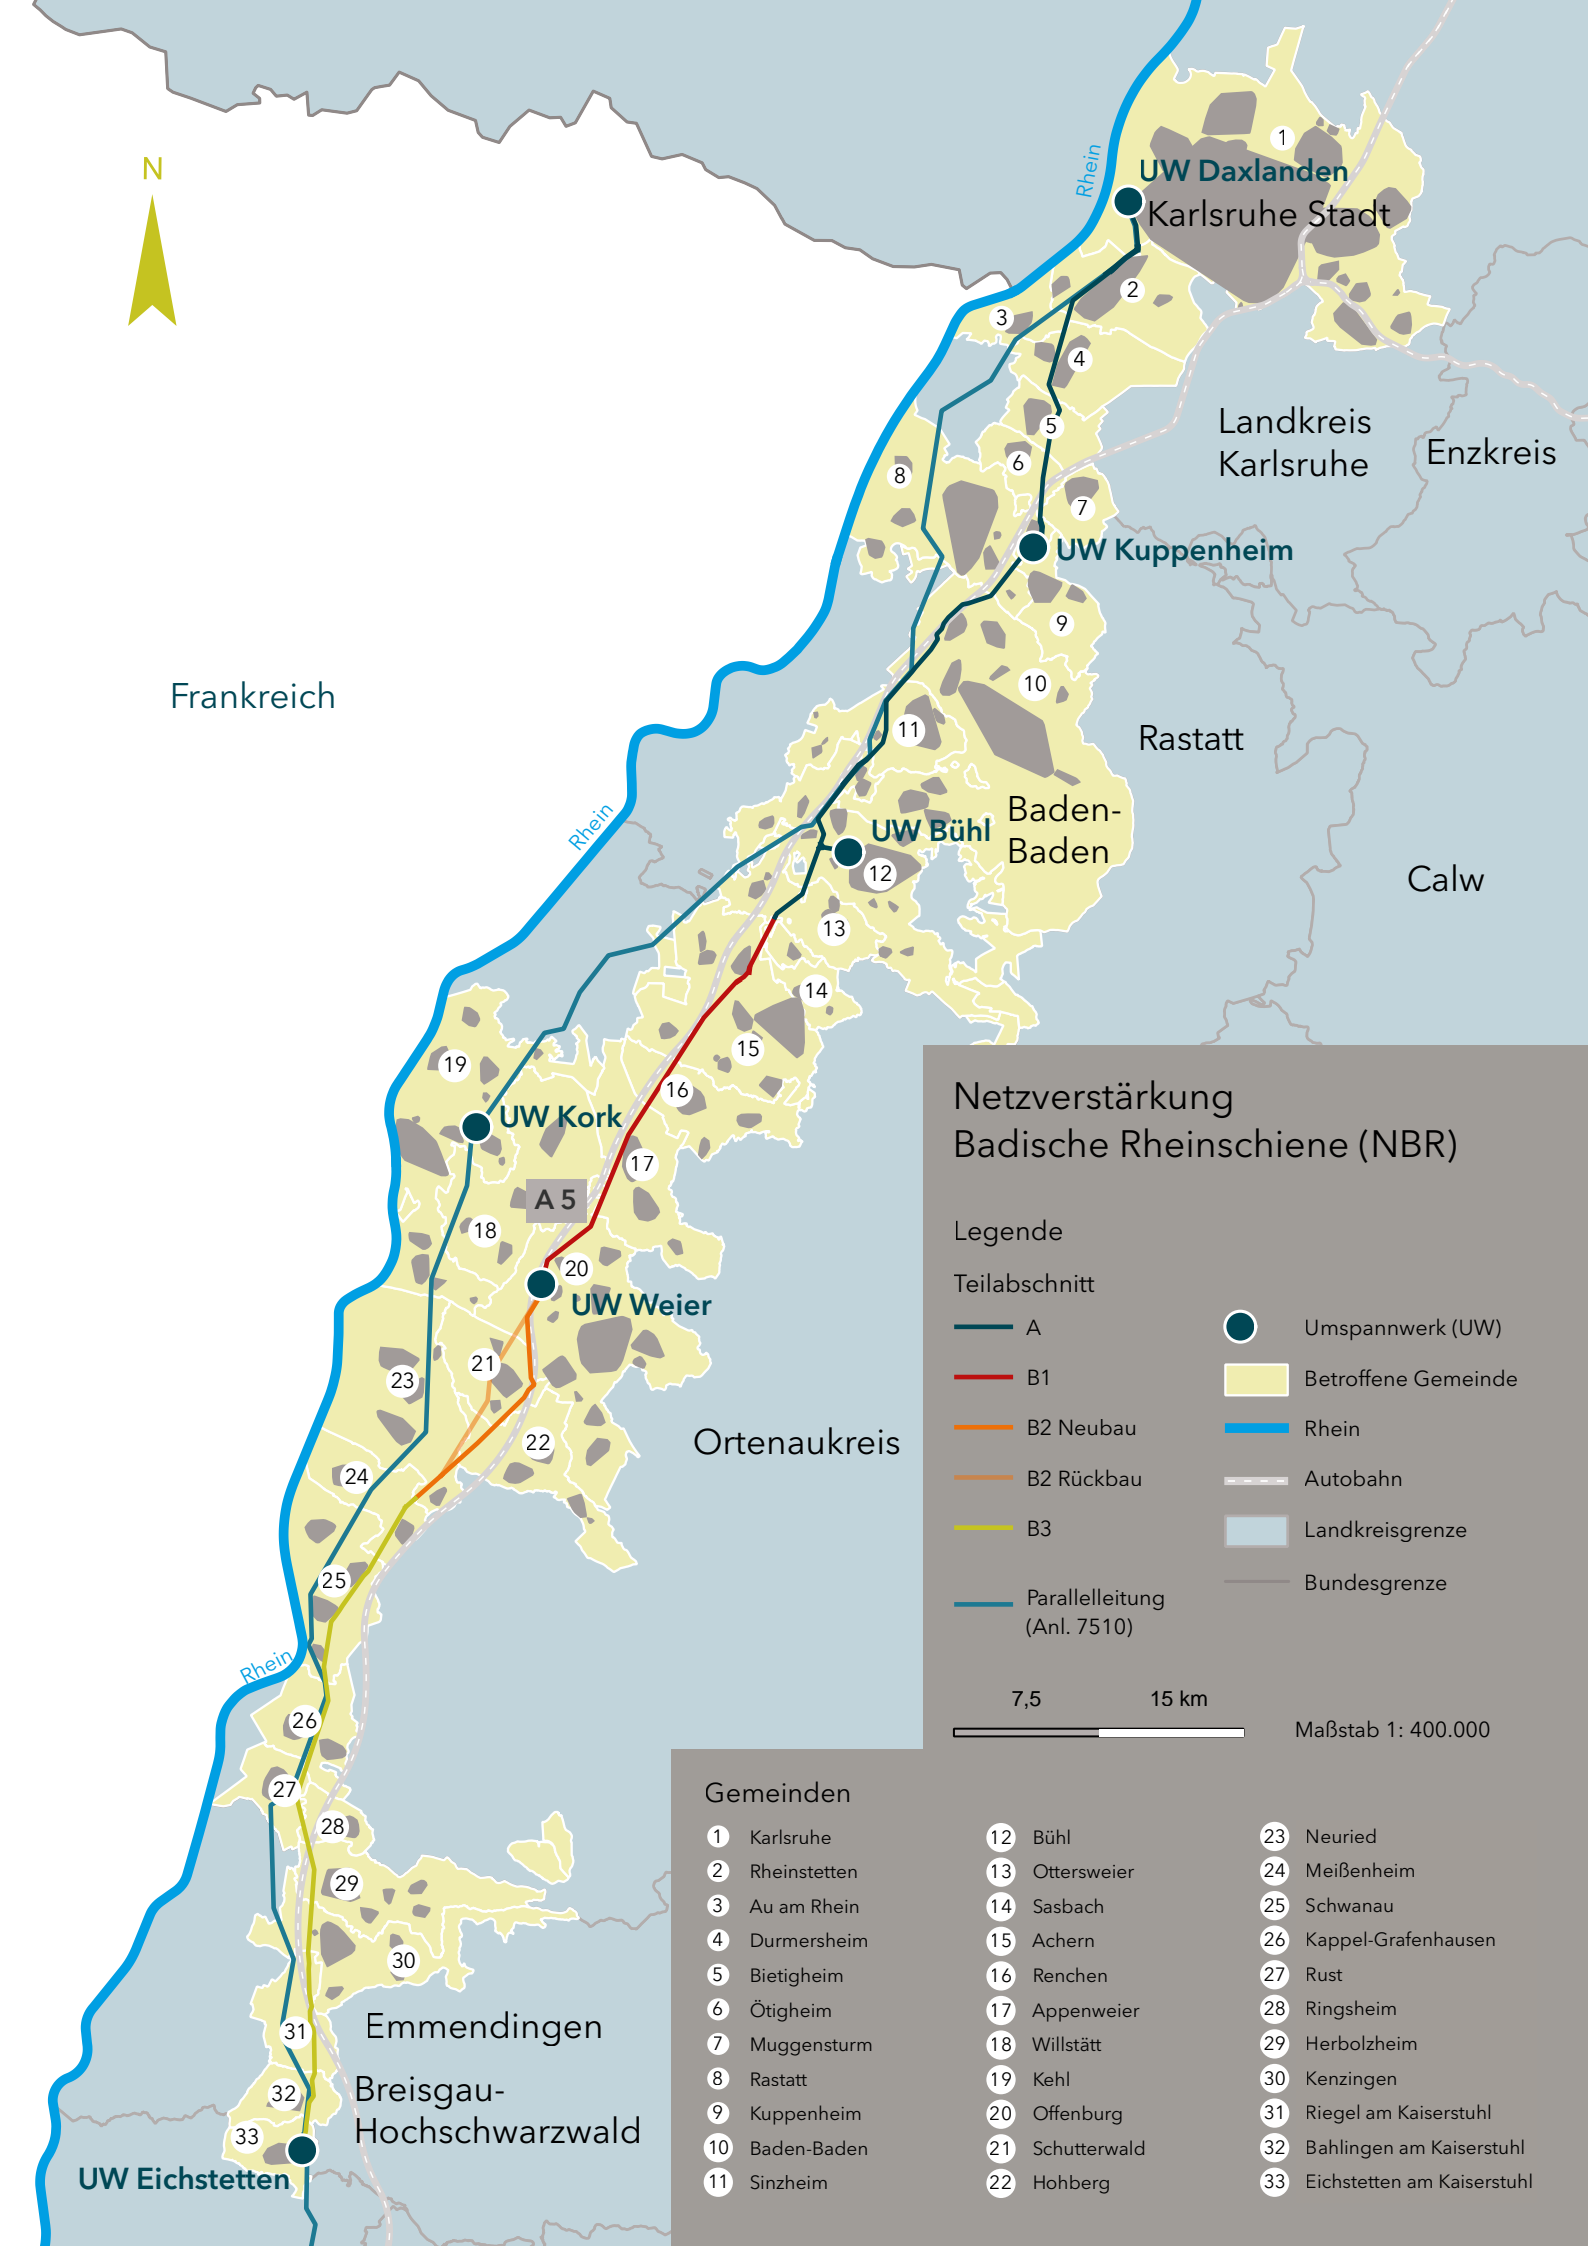 N
Rhein
1
UW Daxlanden
Karlsruhe Stadt
2
3
4
5
Landkreis
Karlsruhe
Enzkreis
6
8
7
UW Kuppenheim
9
Frankreich
10
11
Rastatt
Baden-
Baden
Rhein
UW Bühl
12
Calw
13
14
15
19
16
UW Kork
17
A 5
18
20
UW Weier
21
23
22
Ortenaukreis
24
25
Rhein
26
27
28
29
30
31
Emmendingen
32
Breisgau-
Hochschwarzwald
33
UW Eichstetten
Netzverstärkung
Badische Rheinschiene (NBR)
Legende
Teilabschnitt
A
B1
B2 Neubau
B2 Rückbau
B3
Parallelleitung
(Anl. 7510)
Umspannwerk (UW)
Betroffene Gemeinde
Rhein
Autobahn
Landkreisgrenze
Bundesgrenze
7,5 15 km
Maßstab 1: 400.000
Gemeinden
1 Karlsruhe
2 Rheinstetten
3 Au am Rhein
4 Durmersheim
5 Bietigheim
6 Ötigheim
7 Muggensturm
8 Rastatt
9 Kuppenheim
10 Baden-Baden
11 Sinzheim
12 Bühl
13 Ottersweier
14 Sasbach
15 Achern
16 Renchen
17 Appenweier
18 Willstätt
19 Kehl
20 Offenburg
21 Schutterwald
22 Hohberg
23 Neuried
24 Meißenheim
25 Schwanau
26 Kappel-Grafenhausen
27 Rust
28 Ringsheim
29 Herbolzheim
30 Kenzingen
31 Riegel am Kaiserstuhl
32 Bahlingen am Kaiserstuhl
33 Eichstetten am Kaiserstuhl